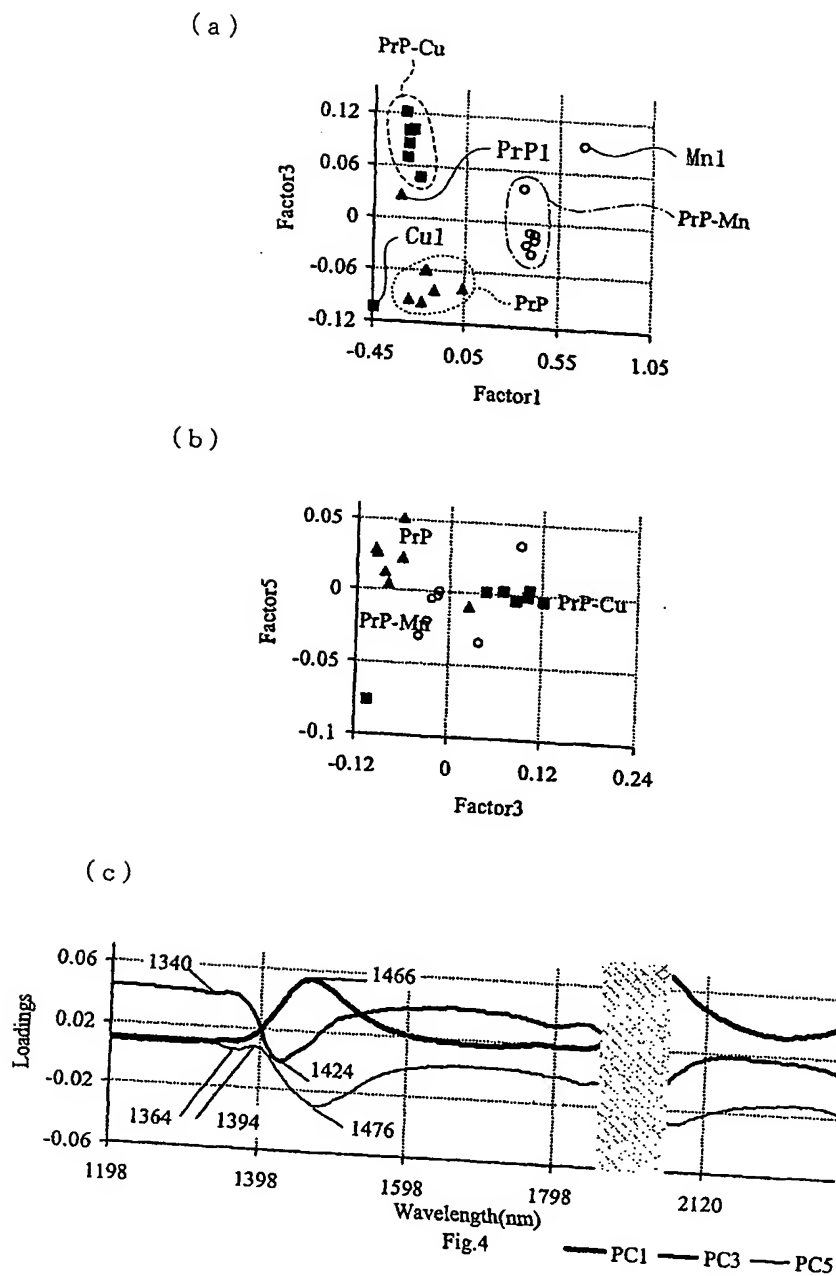 (a)
PrP-Cu
0.12
0.06
0
-0.06
-0.12
Factor3
PrP1
Mn1
PrP-Mn
Cu1
PrP
-0.45
0.05
0.55
1.05
Factor1
(b)
0.05
0
-0.05
-0.1
Factor5
PrP
PrP-Mn
PrP-Cu
-0.12
0
0.12
0.24
Factor3
(c)
0.06
0.02
-0.02
-0.06
Loadings
1340
1466
1424
1364
1394
1476
1198
1398
1598
1798
2120
Wavelength(nm)
Fig.4
PC1 PC3 PC5